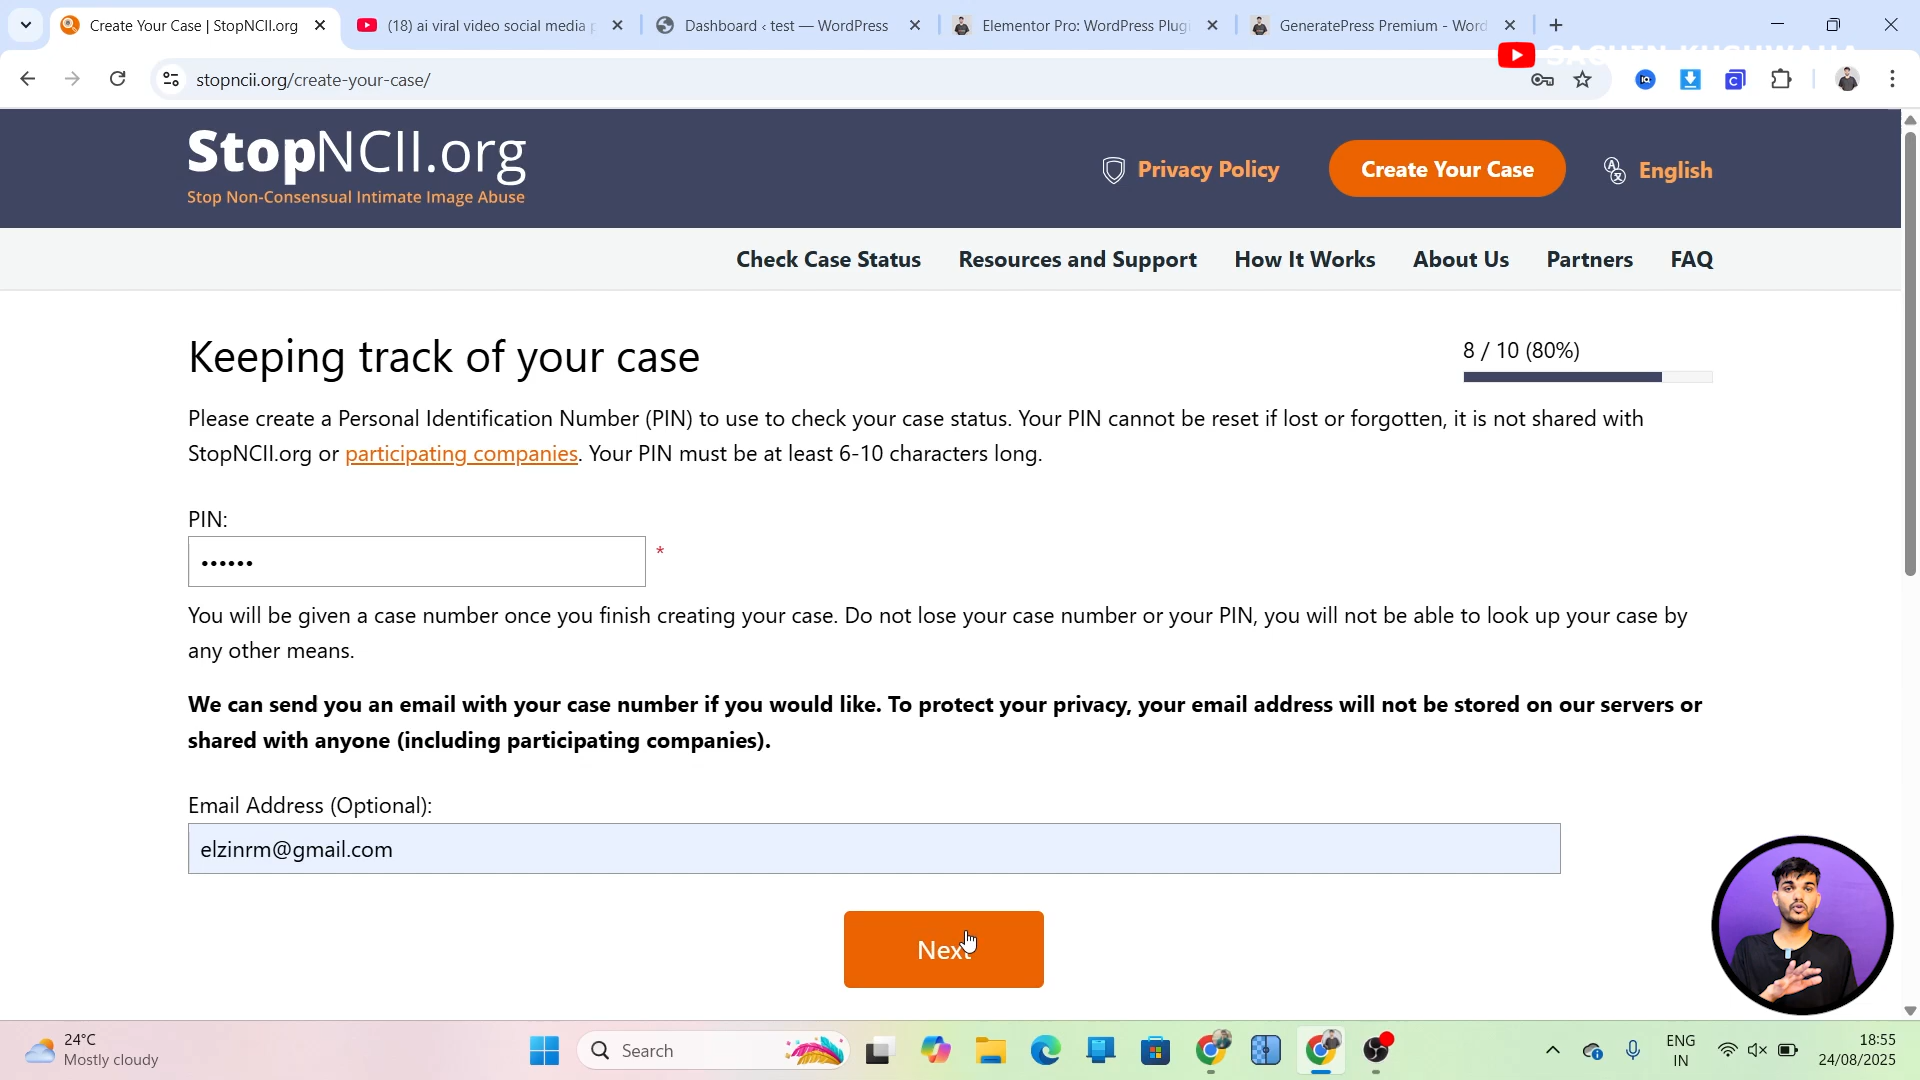 Create Your Case | StopNCII.org
(18) ai viral video social media p
Dashboard ‹ test — WordPress
Elementor Pro: WordPress Plugi
GeneratePress Premium - Word
SACHIN KUSHWAHA
stopncii.org/create-your-case/
StopNCII.org
Stop Non-Consensual Intimate Image Abuse
Privacy Policy
Create Your Case
English
Check Case Status
Resources and Support
How It Works
About Us
Partners
FAQ
Keeping track of your case
8 / 10 (80%)
Please create a Personal Identification Number (PIN) to use to check your case status. Your PIN cannot be reset if lost or forgotten, it is not shared with
StopNCII.org or participating companies. Your PIN must be at least 6-10 characters long.
PIN:
••••••
*
You will be given a case number once you finish creating your case. Do not lose your case number or your PIN, you will not be able to look up your case by
any other means.
We can send you an email with your case number if you would like. To protect your privacy, your email address will not be stored on our servers or
shared with anyone (including participating companies).
Email Address (Optional):
elzinrm@gmail.com
Next
24°C
Mostly cloudy
Search
ENG
IN
18:55
24/08/2025